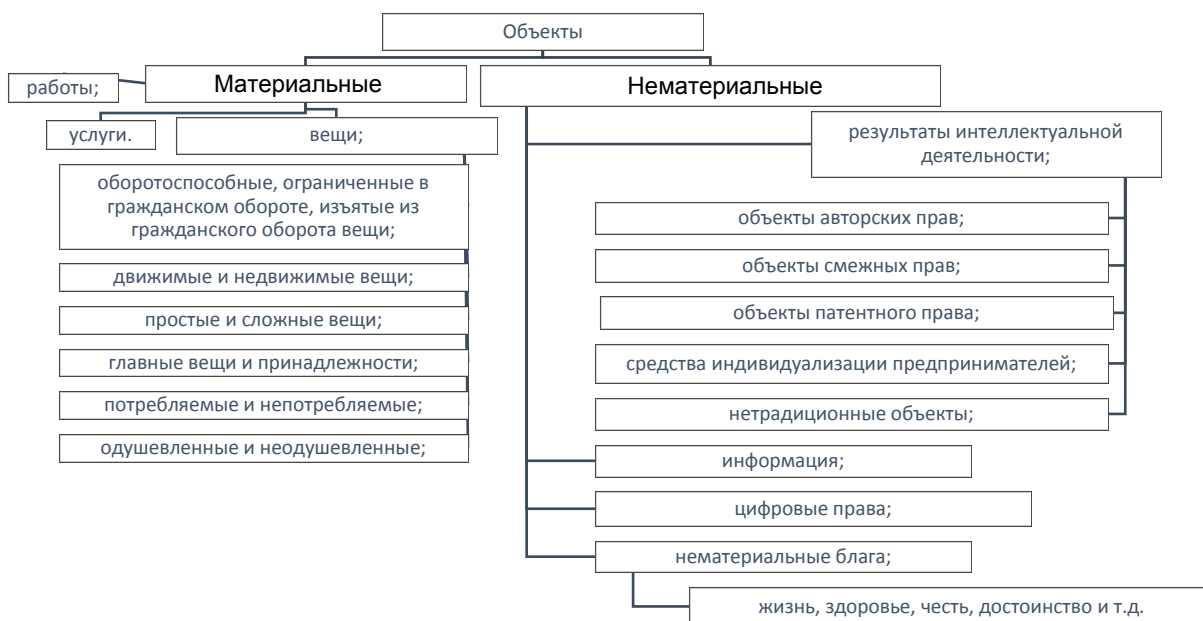 Объекты
Материальные
Нематериальные
работы;
услуги.
вещи;
оборотоспособные, ограниченные в
гражданском обороте, изъятые из
гражданского оборота вещи;
движимые и недвижимые вещи;
простые и сложные вещи;
главные вещи и принадлежности;
потребляемые и непотребляемые;
одушевленные и неодушевленные;
результаты интеллектуальной
деятельности;
объекты авторских прав;
объекты смежных прав;
объекты патентного права;
средства индивидуализации предпринимателей;
нетрадиционные объекты;
информация;
цифровые права;
нематериальные блага;
жизнь, здоровье, честь, достоинство и т.д.